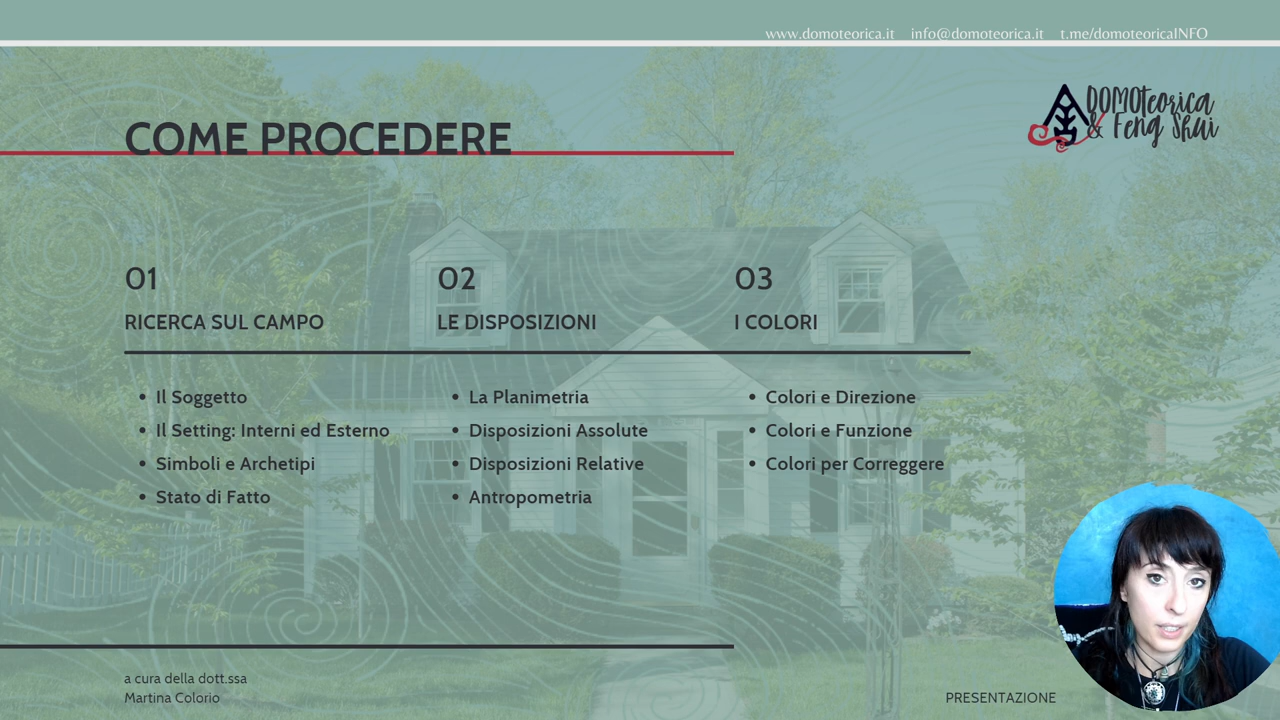 www.domoteorica.it info@domoteorica.it t.me/domoteoricaINFO
DOMOteorica
& Feng Shui
COME PROCEDERE
01
RICERCA SUL CAMPO
02
LE DISPOSIZIONI
03
I COLORI
Il Soggetto
Il Setting: Interni ed Esterno
Simboli e Archetipi
Stato di Fatto
La Planimetria
Disposizioni Assolute
Disposizioni Relative
Antropometria
Colori e Direzione
Colori e Funzione
Colori per Correggere
a cura della dott.ssa
Martina Colorio
PRESENTAZIONE